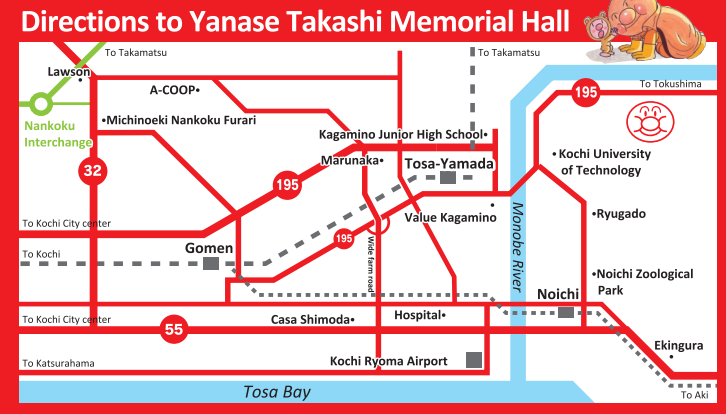 Directions to Yanase Takashi Memorial Hall
To Takamatsu
To Takamatsu
Lawson
A-COOP
195
To Tokushima
Nankoku
Interchange
Michinoeki Nankoku Furari
Kagamino Junior High School
Marunaka
Tosa-Yamada
Kochi University
of Technology
32
195
Value Kagamino
Ryugado
To Kochi City center
195
Gomen
To Kochi
Wide farm road
Monobe River
Noichi Zoological
Park
Noichi
To Kochi City center
55
Casa Shimoda
Hospital
Ekingura
To Katsurahama
Kochi Ryoma Airport
Tosa Bay
To Aki